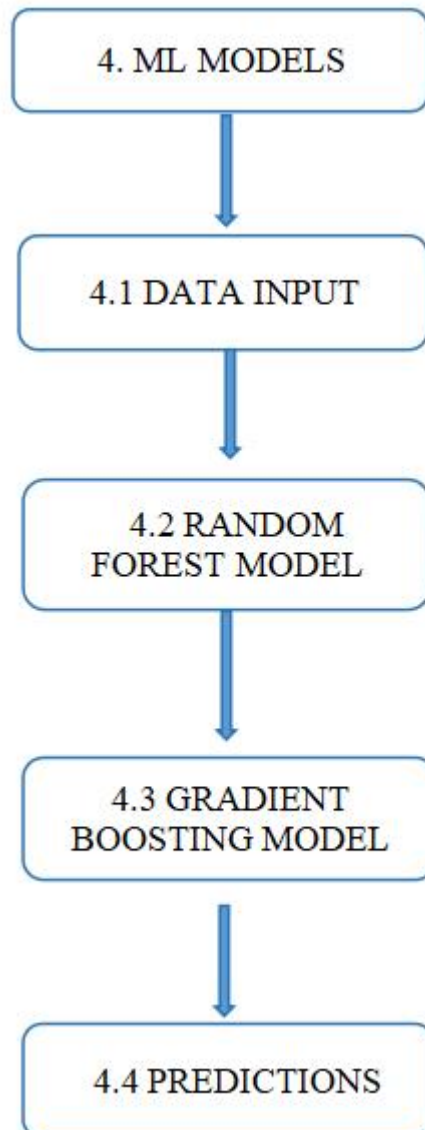 4. ML MODELS
4.1 DATA INPUT
4.2 RANDOM
FOREST MODEL
4.3 GRADIENT
BOOSTING MODEL
4.4 PREDICTIONS